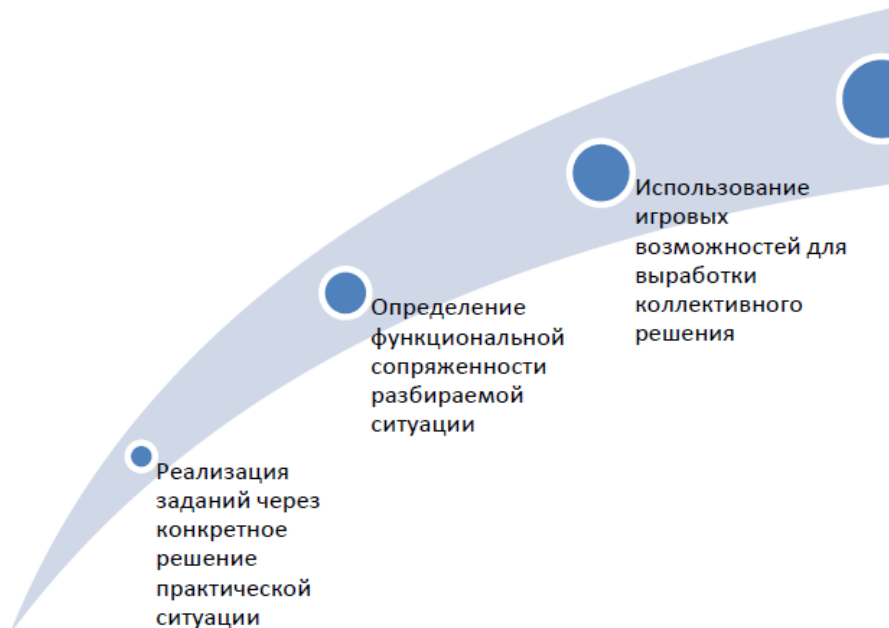 Реализация
заданий через
конкретное
решение
практической
ситуации
Определение
функциональной
сопряженности
разбираемой
ситуации
Использование
игровых
возможностей для
выработки
коллективного
решения